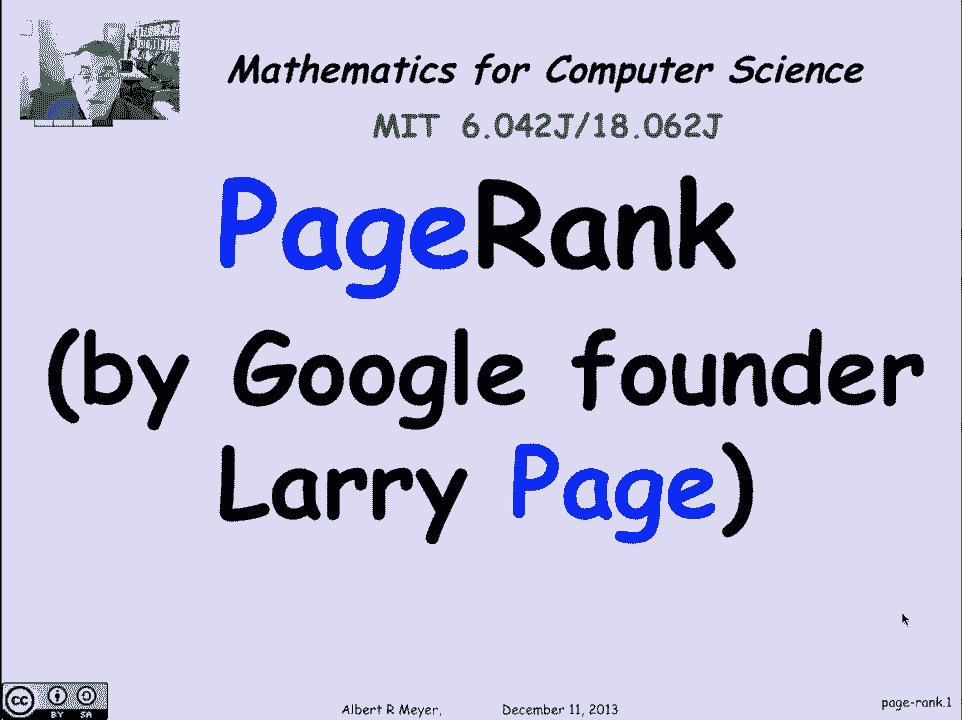 Mathematics for Computer Science
MIT 6.042J/18.062J
PageRank
(by Google founder
Larry Page)
cc
BY SA
Albert R Meyer, December 11, 2013
page-rank.1